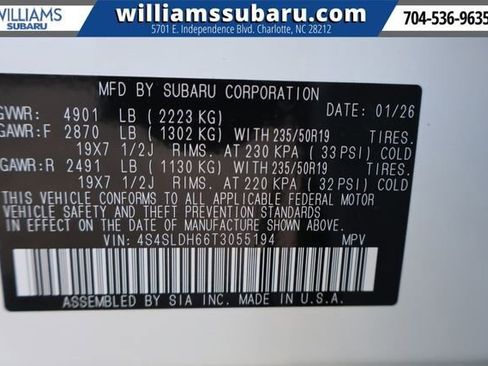 WILLIAMS
SUBARU
williamssubaru.com
5701 E. Independence Blvd. Charlotte, NC 28212
704-536-9635
MFD BY SUBARU CORPORATION
GVWR: 4901 LB ( 2223 KG) DATE: 01/26
GAWR:F 2870 LB ( 1302 KG) WITH 235/50R19 TIRES.
19X7 1/2J RIMS. AT 230 KPA ( 33 PSI) COLD
GAWR:R 2491 LB ( 1130 KG) WITH 235/50R19 TIRES.
19X7 1/2J RIMS. AT 220 KPA ( 32 PSI) COLD
THIS VEHICLE CONFORMS TO ALL APPLICABLE FEDERAL MOTOR
VEHICLE SAFETY AND THEFT PREVENTION STANDARDS
IN EFFECT ON THE DATE OF MANUFACTURE SHOWN ABOVE.
VIN: 4S4SLDH66T3055194 MPV
ASSEMBLED BY SIA INC. MADE IN U.S.A.